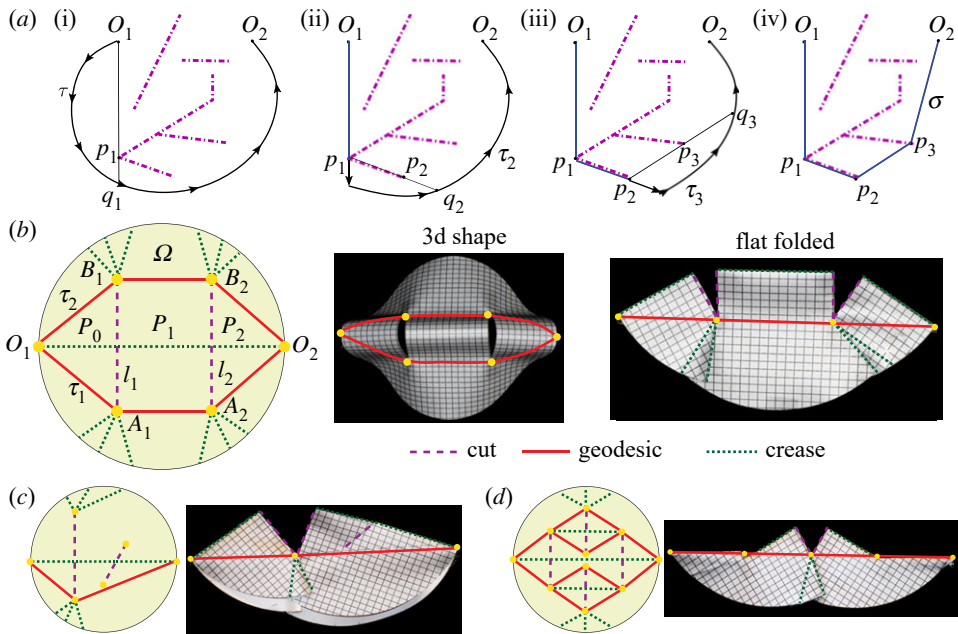 (a) (i) (ii) (iii) (iv)
O1 O2 O1 O2 O1 O2 O1 O2
τ p1 q1
p1 p2 q2 τ2
p1 p2 p3 q3 τ3
p1 p2 p3 σ
(b) 3d shape flat folded
Ω
B1 B2
τ2
P0 P1 P2
O1 O2
τ1 l1 l2
A1 A2
cut geodesic crease
(c) (d)